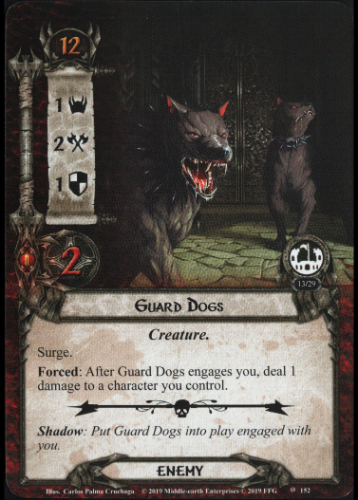 12
1
2
1
2
13/29
GUARD DOGS
Creature.
Surge.
Forced: After Guard Dogs engages you, deal 1
damage to a character you control.
Shadow: Put Guard Dogs into play engaged with
you.
ENEMY
Illus. Carlos Palma Cruchaga © 2019 Middle-earth Enterprises © 2019 FFG 152